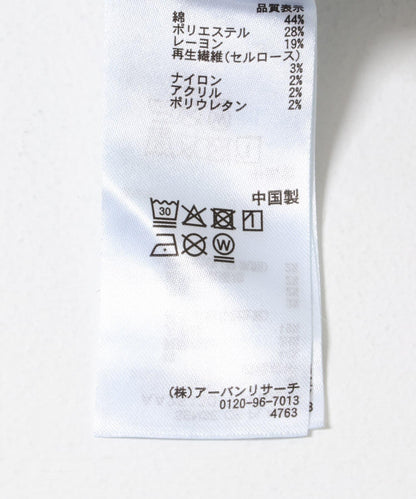 品質表示
綿 44%
ポリエステル 28%
レーヨン 19%
再生繊維(セルロース)
3%
ナイロン 2%
アクリル 2%
ポリウレタン 2%
中国製
30
W
(株)アーバンリサーチ
0120-96-7013
4763